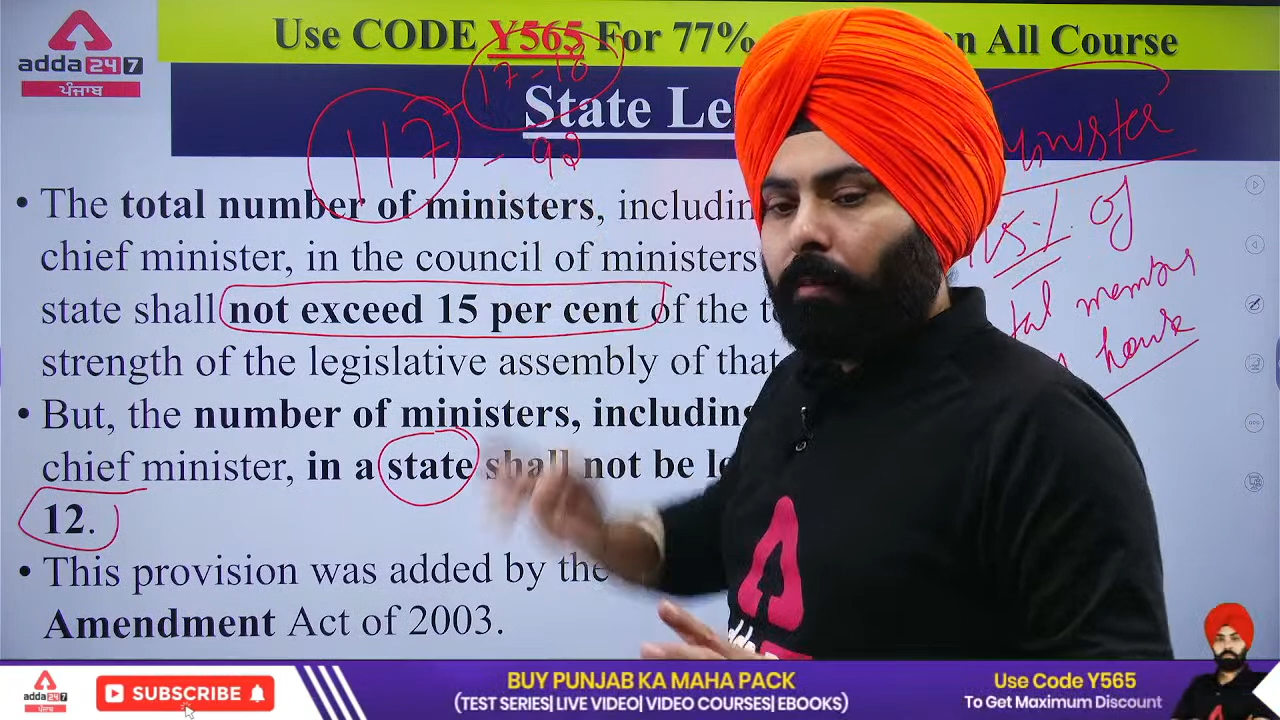 Use CODE Y565 For 77% n All Course
adda 247
ਪੰਜਾਬ
17-18
State Le
117
- 92
Minister
15% of
tal member
house
• The total number of ministers, includin
chief minister, in the council of ministers
state shall not exceed 15 per cent of the t
strength of the legislative assembly of that
• But, the number of ministers, including
chief minister, in a state shall not be le
12.
• This provision was added by the
Amendment Act of 2003.
adda 247
SUBSCRIBE
BUY PUNJAB KA MAHA PACK
(TEST SERIES| LIVE VIDEO| VIDEO COURSES| EBOOKS)
Use Code Y565
To Get Maximum Discount